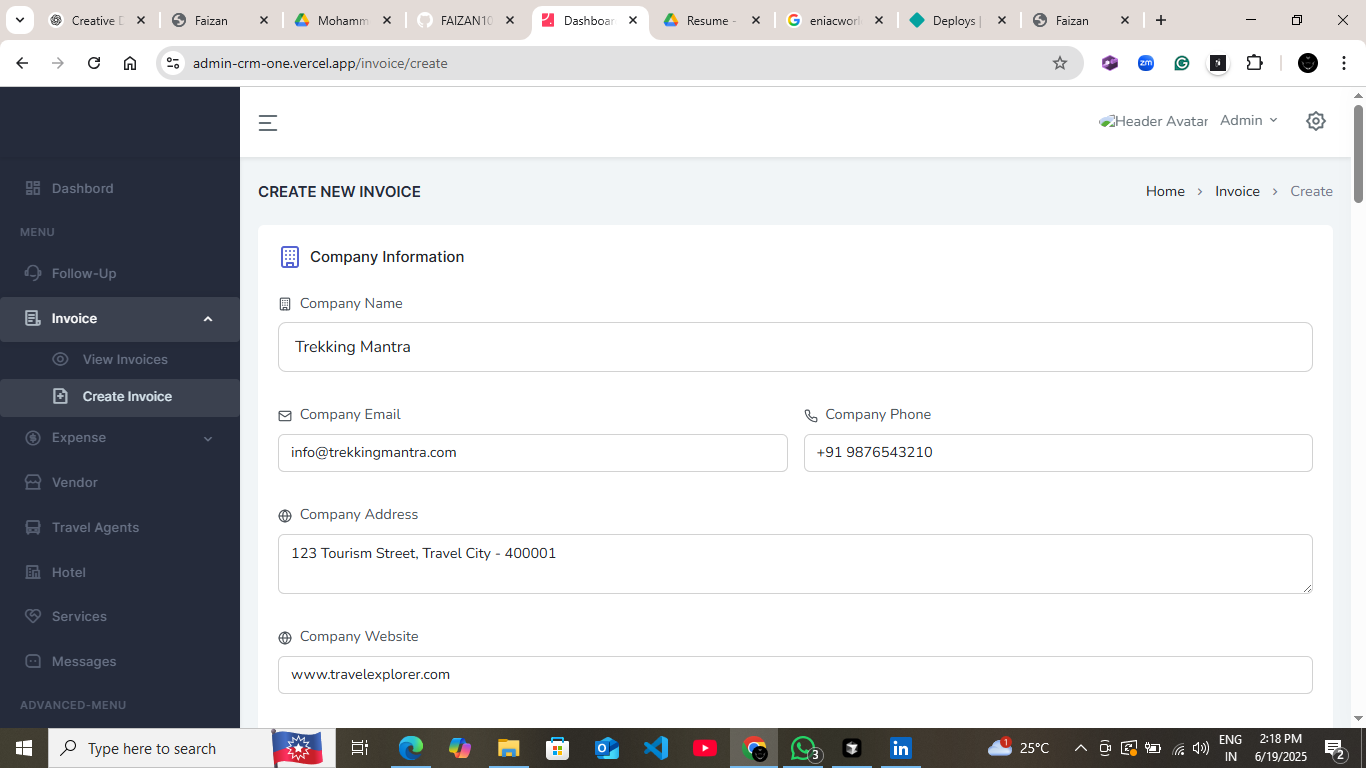 Creative D
Faizan
Mohamm
FAIZAN10
Dashboar
Resume -
eniacworl
Deploys |
Faizan
admin-crm-one.vercel.app/invoice/create
zm
Header Avatar
Admin
Dashbord
MENU
Follow-Up
Invoice
View Invoices
Create Invoice
Expense
Vendor
Travel Agents
Hotel
Services
Messages
ADVANCED-MENU
CREATE NEW INVOICE
Home > Invoice > Create
Company Information
Company Name
Trekking Mantra
Company Email
Company Phone
info@trekkingmantra.com
+91 9876543210
Company Address
123 Tourism Street, Travel City - 400001
Company Website
www.travelexplorer.com
Type here to search
3
1
25°C
ENG
IN
2:18 PM
6/19/2025
2